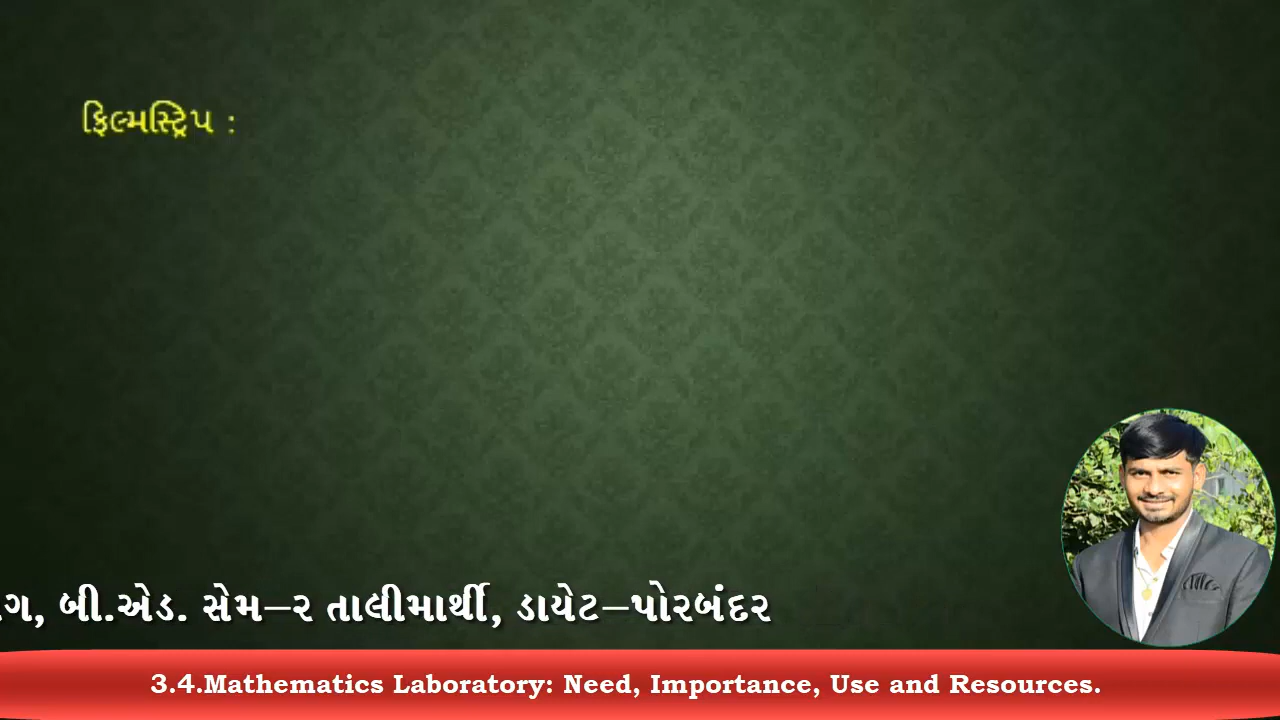 ફિલ્મસ્ટ્રિપ :
બી.એડ. સેમ–૨ તાલીમાર્થી, ડાયેટ–પોરબંદર
3.4.Mathematics Laboratory: Need, Importance, Use and Resources.